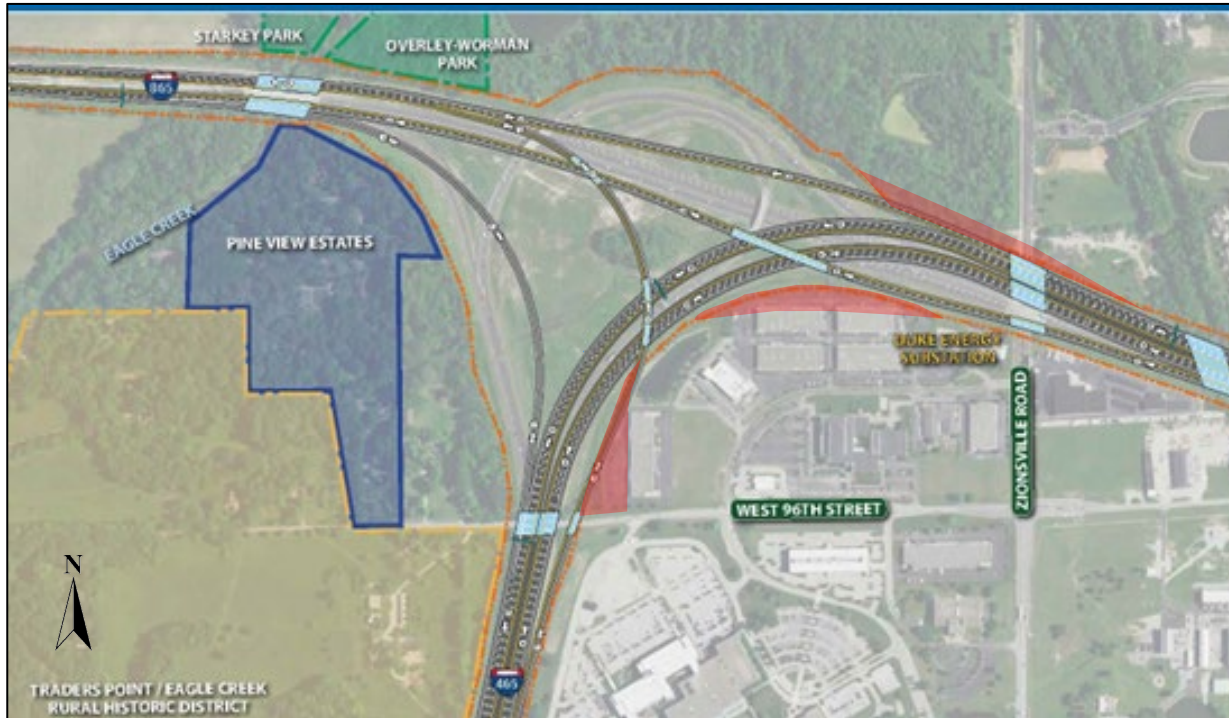 STARKEY PARK
OVERLEY-WORMAN
PARK
865
EAGLE CREEK
PINE VIEW ESTATES
DUKE ENERGY
SUBSTATION
ZIONSVILLE ROAD
WEST 96TH STREET
N
465
TRADERS POINT / EAGLE CREEK
RURAL HISTORIC DISTRICT